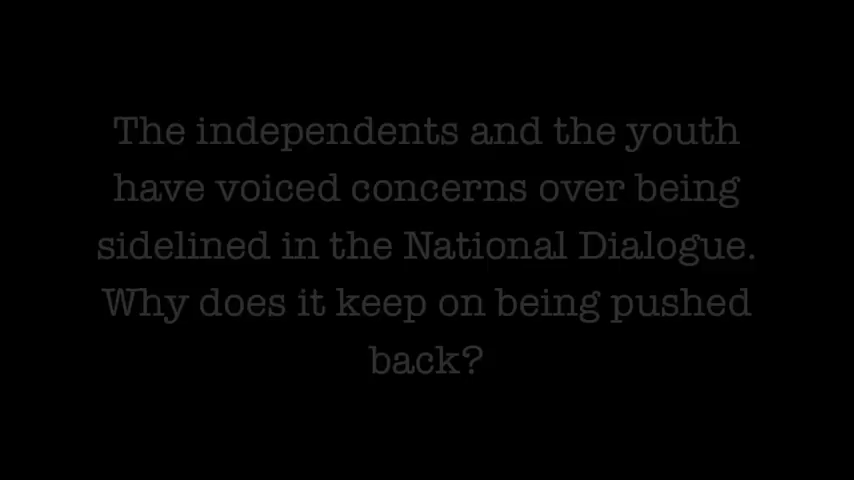 The independents and the youth
have voiced concerns over being
sidelined in the National Dialogue.
Why does it keep on being pushed
back?